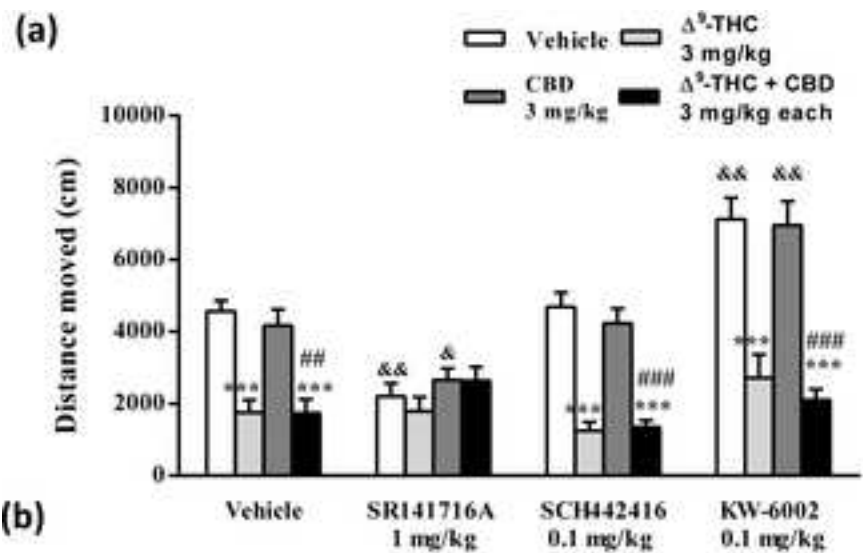 (a)
Vehicle
Δ⁹-THC
3 mg/kg
CBD
3 mg/kg
Δ⁹-THC + CBD
3 mg/kg each
Distance moved (cm)
10000
8000
6000
4000
2000
0
***
##
***
&&
&
***
###
***
&&
***
&&
###
***
Vehicle
SR141716A
1 mg/kg
SCH442416
0.1 mg/kg
KW-6002
0.1 mg/kg
(b)